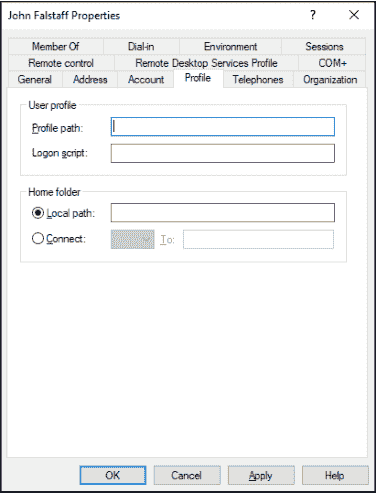 John Falstaff Properties ? ×
Member Of Dial-in Environment Sessions
Remote control Remote Desktop Services Profile COM+
General Address Account Profile Telephones Organization
User profile
Profile path:
Logon script:
Home folder
Local path:
Connect: To:
OK Cancel Apply Help